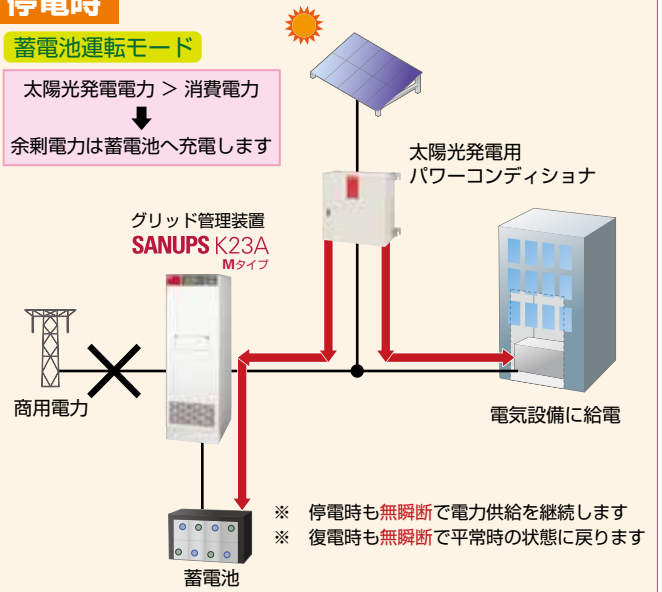 停電時
蓄電池運転モード
太陽光発電電力 > 消費電力
余剰電力は蓄電池へ充電します
太陽光発電用
パワーコンディショナ
グリッド管理装置
SANUPS K23A
Mタイプ
商用電力
電気設備に給電
※ 停電時も無瞬断で電力供給を継続します
※ 復電時も無瞬断で平常時の状態に戻ります
蓄電池